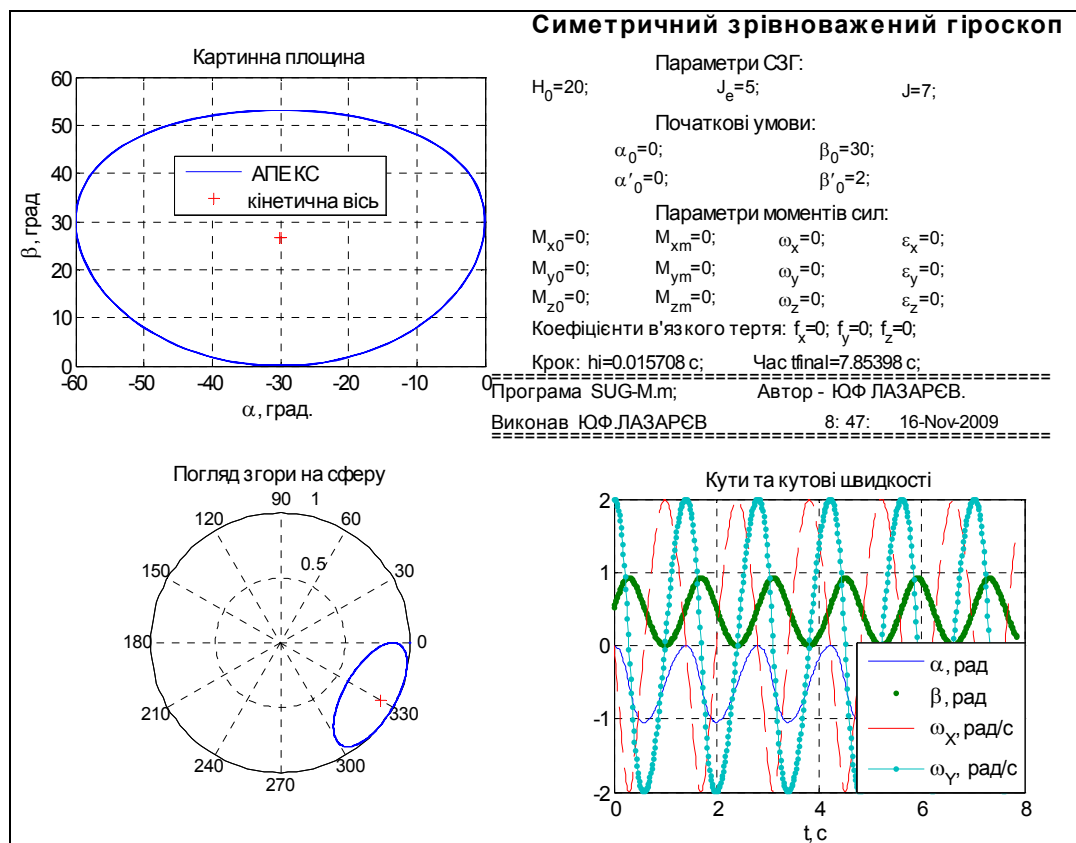 Симетричний зрівноважений гіроскоп
Картинна площина
60
50
40
30
20
10
0
β, град
-60 -50 -40 -30 -20 -10 0
α, град.
АПЕКС
кінетична вісь
Параметри СЗГ:
H0=20; Je=5; J=7;
Початкові умови:
α0=0; β0=30;
α′0=0; β′0=2;
Параметри моментів сил:
Mx0=0; Mxm=0; ωx=0; εx=0;
My0=0; Mym=0; ωy=0; εy=0;
Mz0=0; Mzm=0; ωz=0; εz=0;
Коефіцієнти в'язкого тертя: fx=0; fy=0; fz=0;
Крок: hi=0.015708 с; Час tfinal=7.85398 с;
Програма SUG-M.m; Автор - Ю.Ф ЛАЗАРЄВ.
Виконав Ю.Ф.ЛАЗАРЄВ 8: 47: 16-Nov-2009
Погляд згори на сферу
90 1
120 60
0.5
150 30
180 0
210 330
240 300
270
Кути та кутові швидкості
2
1
0
-1
-2
0 2 4 6 8
t, c
α, рад
β, рад
ωX, рад/с
ωY, рад/с